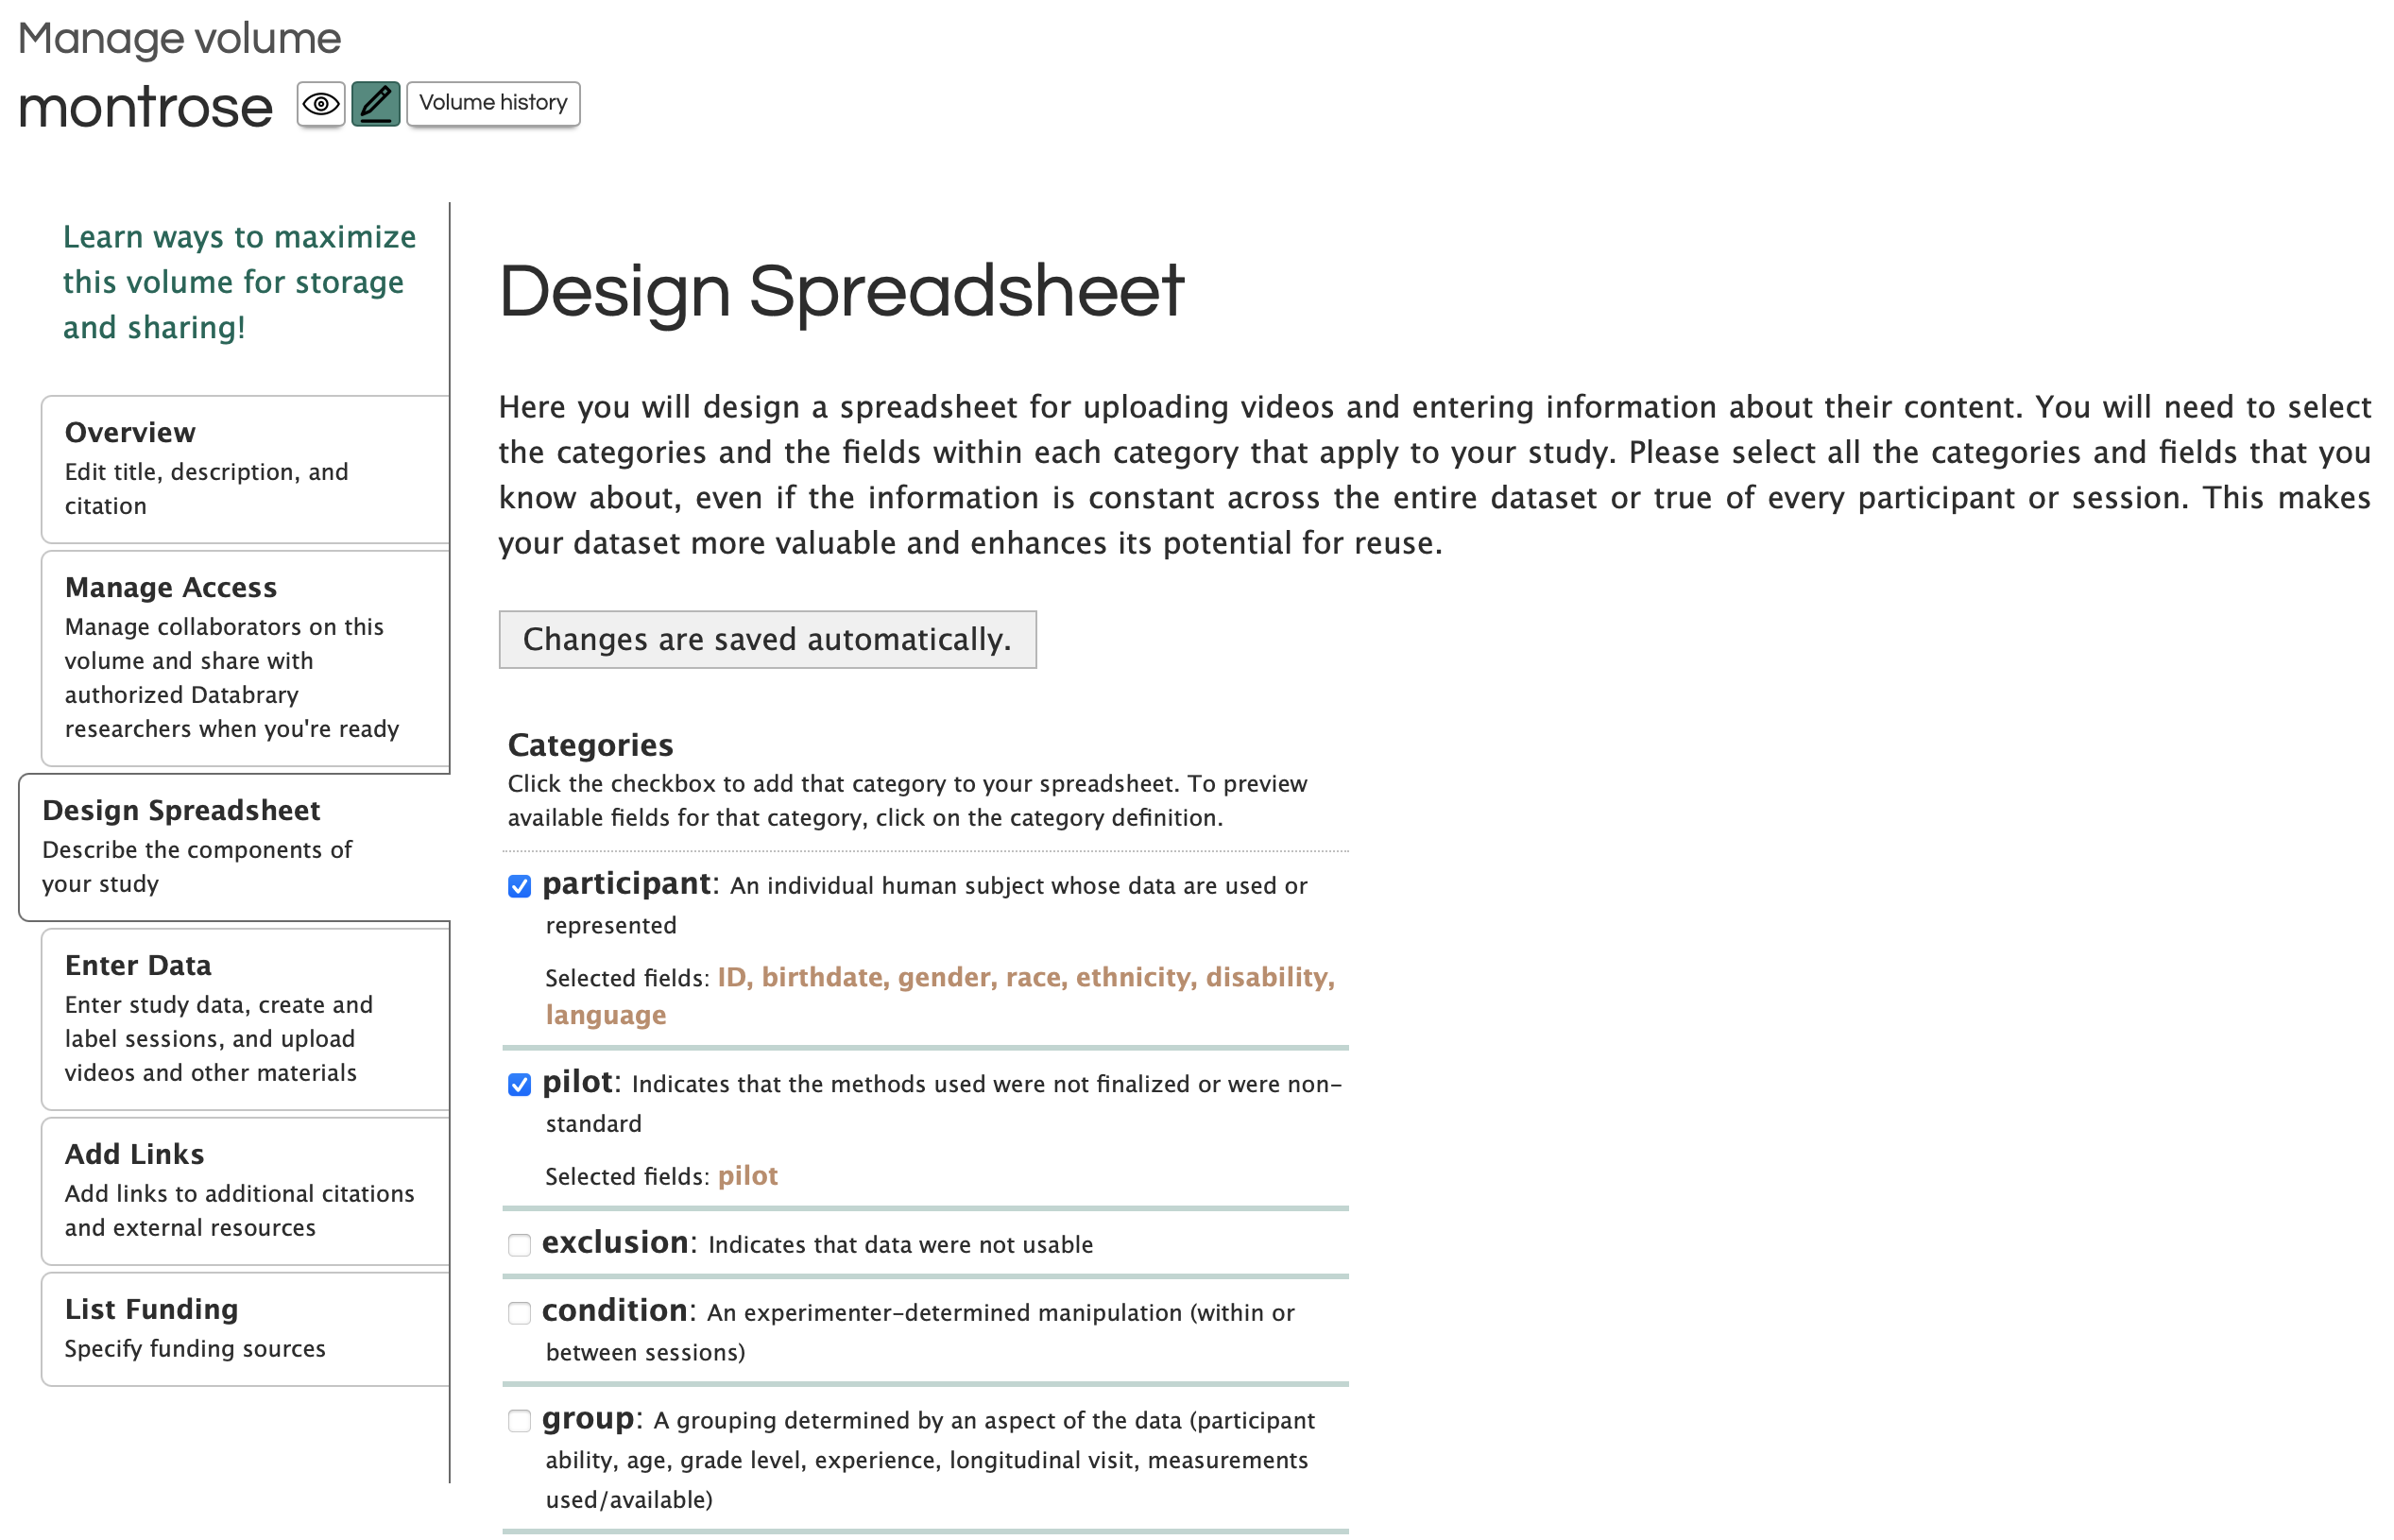 Manage volume
montrose
Volume history
Learn ways to maximize
this volume for storage
and sharing!
Overview
Edit title, description, and
citation
Manage Access
Manage collaborators on this
volume and share with
authorized Databrary
researchers when you're ready
Design Spreadsheet
Describe the components of
your study
Enter Data
Enter study data, create and
label sessions, and upload
videos and other materials
Add Links
Add links to additional citations
and external resources
List Funding
Specify funding sources
Design Spreadsheet
Here you will design a spreadsheet for uploading videos and entering information about their content. You will need to select
the categories and the fields within each category that apply to your study. Please select all the categories and fields that you
know about, even if the information is constant across the entire dataset or true of every participant or session. This makes
your dataset more valuable and enhances its potential for reuse.
Changes are saved automatically.
Categories
Click the checkbox to add that category to your spreadsheet. To preview
available fields for that category, click on the category definition.
participant: An individual human subject whose data are used or
represented
Selected fields: ID, birthdate, gender, race, ethnicity, disability,
language
pilot: Indicates that the methods used were not finalized or were non-
standard
Selected fields: pilot
exclusion: Indicates that data were not usable
condition: An experimenter-determined manipulation (within or
between sessions)
group: A grouping determined by an aspect of the data (participant
ability, age, grade level, experience, longitudinal visit, measurements
used/available)